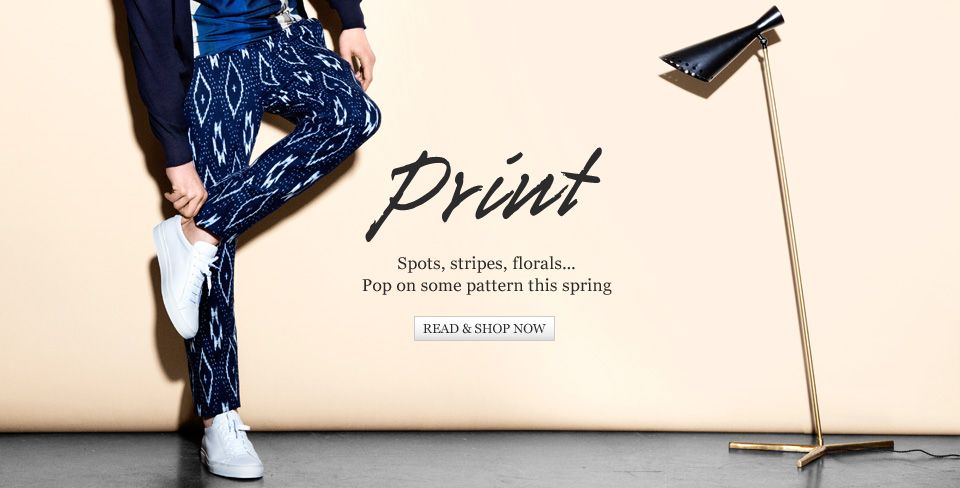 Print
Spots, stripes, florals...
Pop on some pattern this spring
READ & SHOP NOW